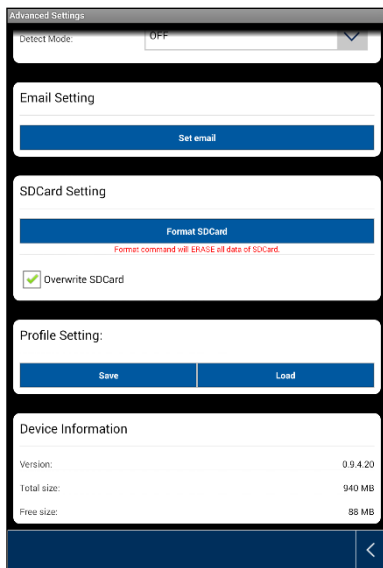 Advanced Settings
Detect Mode: OFF
Email Setting
Set email
SDCard Setting
Format SDCard
Format command will ERASE all data of SDCard.
Overwrite SDCard
Profile Setting:
Save Load
Device Information
Version: 0.9.4.20
Total size: 940 MB
Free size: 88 MB